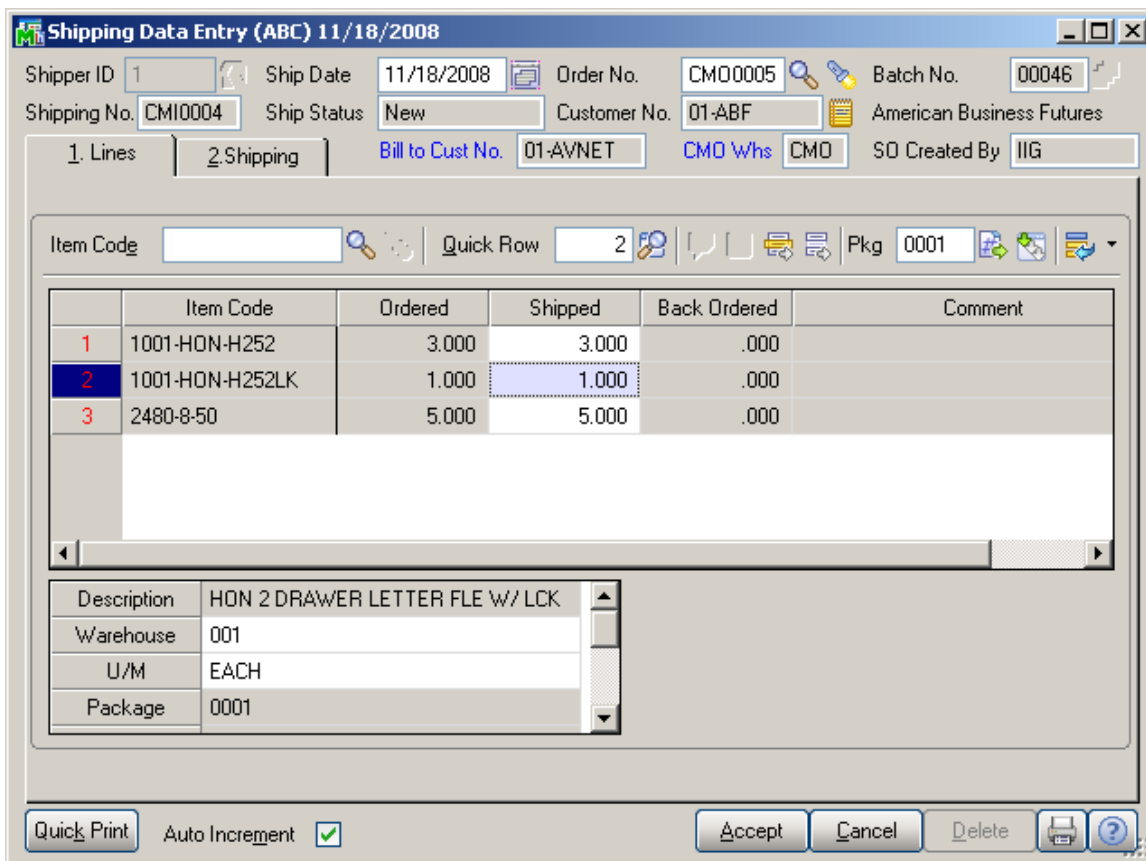 Shipping Data Entry (ABC) 11/18/2008
Shipper ID 1 Ship Date 11/18/2008 Order No. CMO0005 Batch No. 00046
Shipping No. CMI0004 Ship Status New Customer No. 01-ABF American Business Futures
1. Lines 2.Shipping Bill to Cust No. 01-AVNET CMO Whs CMO SO Created By IIG
Item Code Quick Row 2 Pkg 0001
Item Code Ordered Shipped Back Ordered Comment
1 1001-HON-H252 3.000 3.000 .000
2 1001-HON-H252LK 1.000 1.000 .000
3 2480-8-50 5.000 5.000 .000
Description HON 2 DRAWER LETTER FLE W/ LCK
Warehouse 001
U/M EACH
Package 0001
Quick Print Auto Increment Accept Cancel Delete